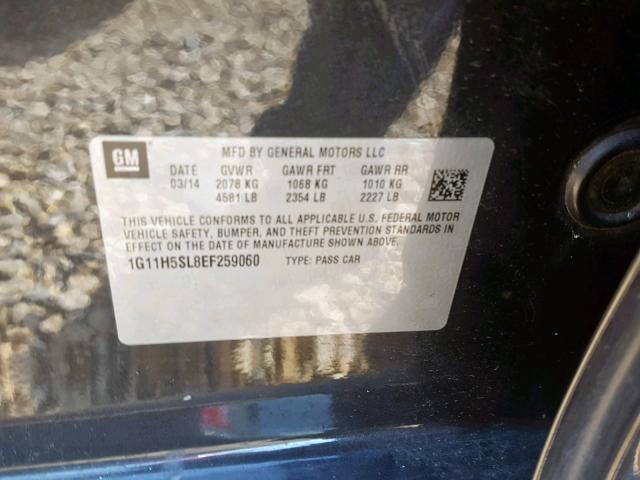 GM
MFD BY GENERAL MOTORS LLC
DATE GVWR GAWR FRT GAWR RR
03/14 2078 KG 1068 KG 1010 KG
4581 LB 2354 LB 2227 LB
THIS VEHICLE CONFORMS TO ALL APPLICABLE U.S. FEDERAL MOTOR
VEHICLE SAFETY, BUMPER, AND THEFT PREVENTION STANDARDS IN
EFFECT ON THE DATE OF MANUFACTURE SHOWN ABOVE.
1G11H5SL8EF259060 TYPE: PASS CAR